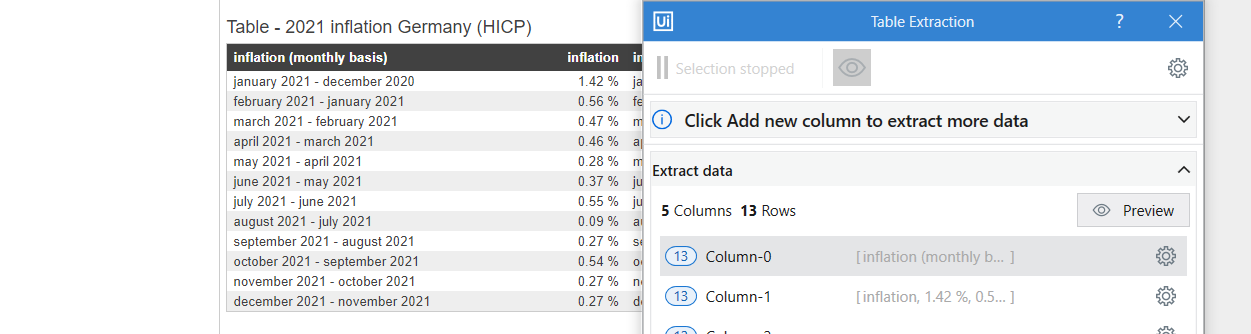 Table - 2021 inflation Germany (HICP)
inflation (monthly basis) inflation in
january 2021 - december 2020 1.42 % ja
february 2021 - january 2021 0.56 % fe
march 2021 - february 2021 0.47 % m
april 2021 - march 2021 0.46 % a
may 2021 - april 2021 0.28 % m
june 2021 - may 2021 0.37 % ju
july 2021 - june 2021 0.55 % ju
august 2021 - july 2021 0.09 % a
september 2021 - august 2021 0.27 % se
october 2021 - september 2021 0.54 % o
november 2021 - october 2021 0.27 % n
december 2021 - november 2021 0.27 % d
Ui Table Extraction ?
Selection stopped
Click Add new column to extract more data
Extract data
5 Columns 13 Rows Preview
13 Column-0 [ inflation (monthly b... ]
13 Column-1 [ inflation, 1.42 %, 0.5... ]